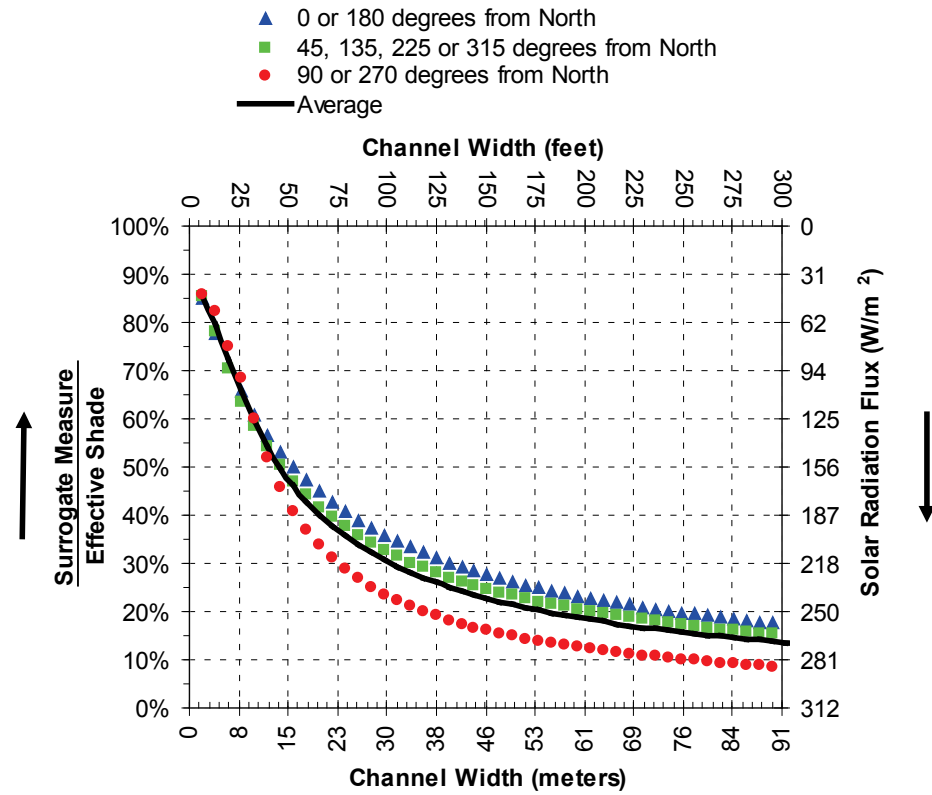 0 or 180 degrees from North
45, 135, 225 or 315 degrees from North
90 or 270 degrees from North
Average
Channel Width (feet)
0 25 50 75 100 125 150 175 200 225 250 275 300
100% 90% 80% 70% 60% 50% 40% 30% 20% 10% 0%
Surrogate Measure
Effective Shade
0 31 62 94 125 156 187 218 250 281 312
Solar Radiation Flux (W/m 2)
0 8 15 23 30 38 46 53 61 69 76 84 91
Channel Width (meters)